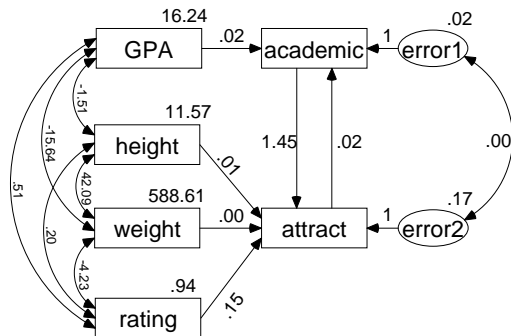 16.24
.02
GPA
.02
academic
1
error1
-1.51
11.57
-15.64
height
1.45
.02
.00
.01
.51
42.09
588.61
.17
.20
weight
.00
attract
1
error2
-4.23
.94
.15
rating